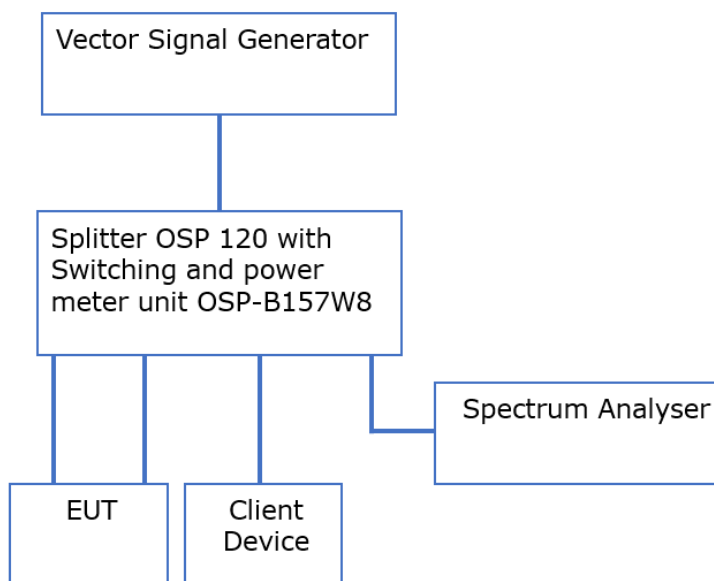 Vector Signal Generator
Splitter OSP 120 with
Switching and power
meter unit OSP-B157W8
Spectrum Analyser
EUT
Client
Device